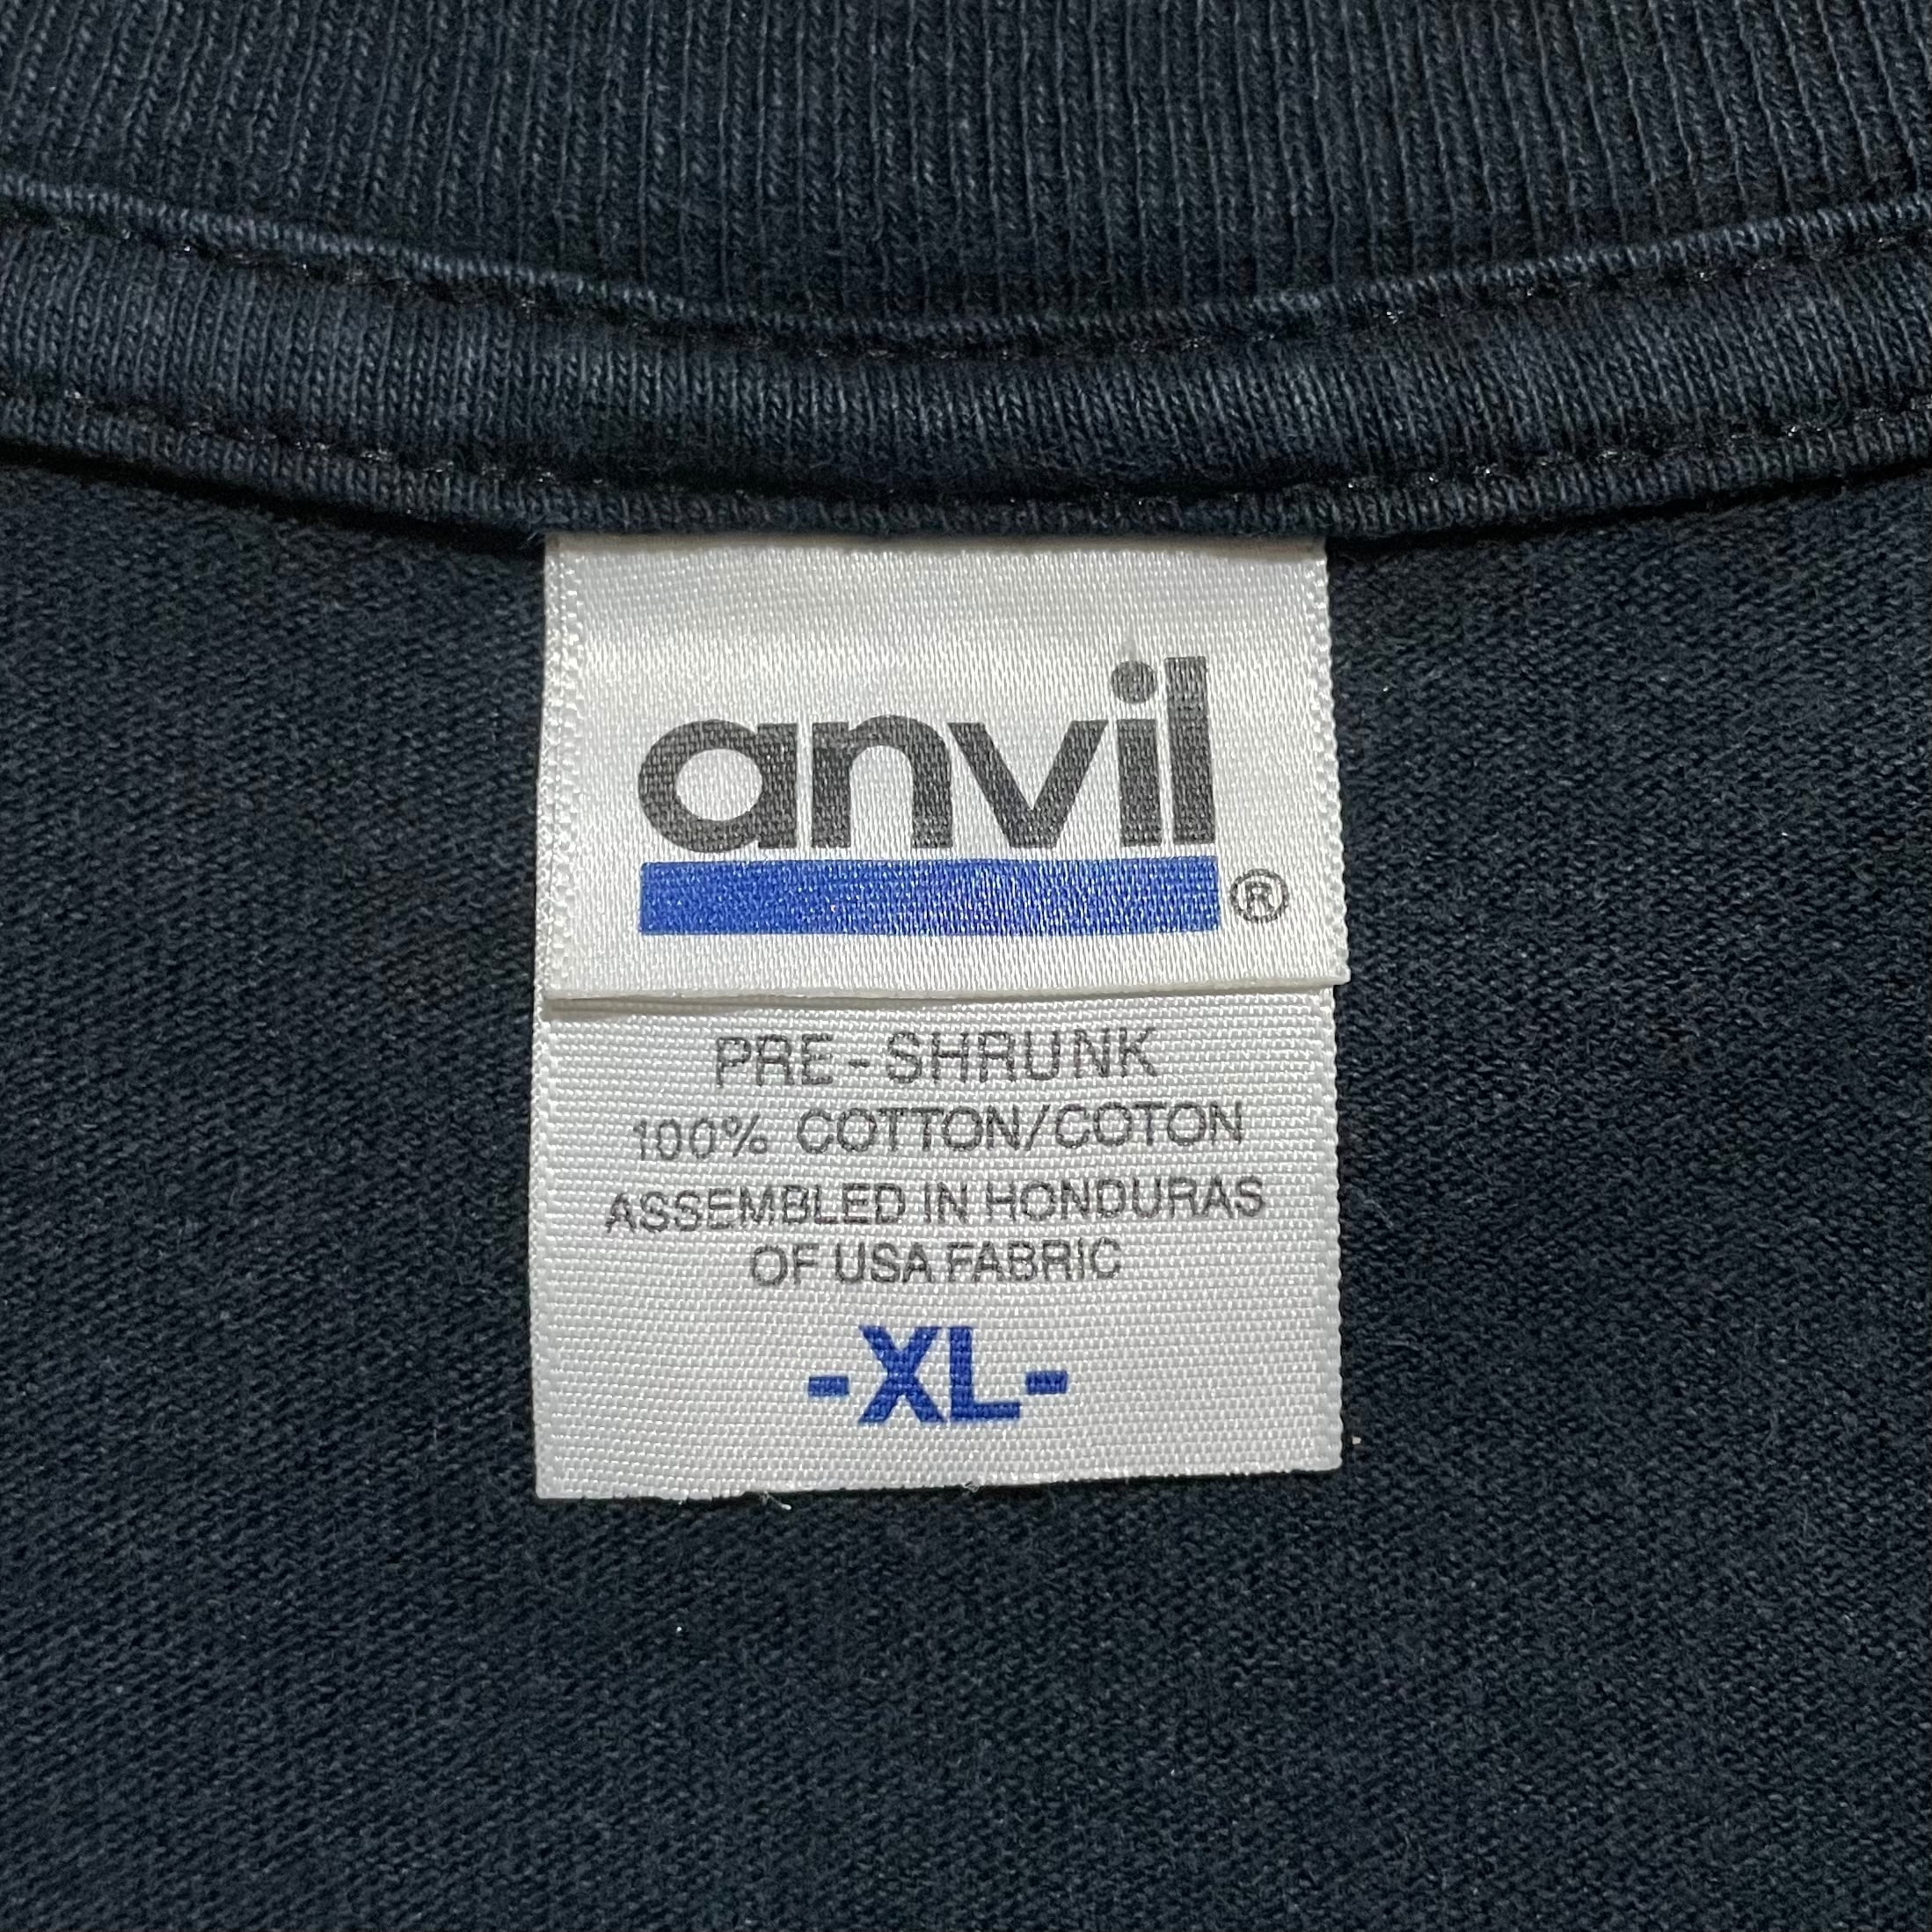 anvil
®
PRE-SHRUNK
100% COTTON/COTON
ASSEMBLED IN HONDURAS
OF USA FABRIC
-XL-